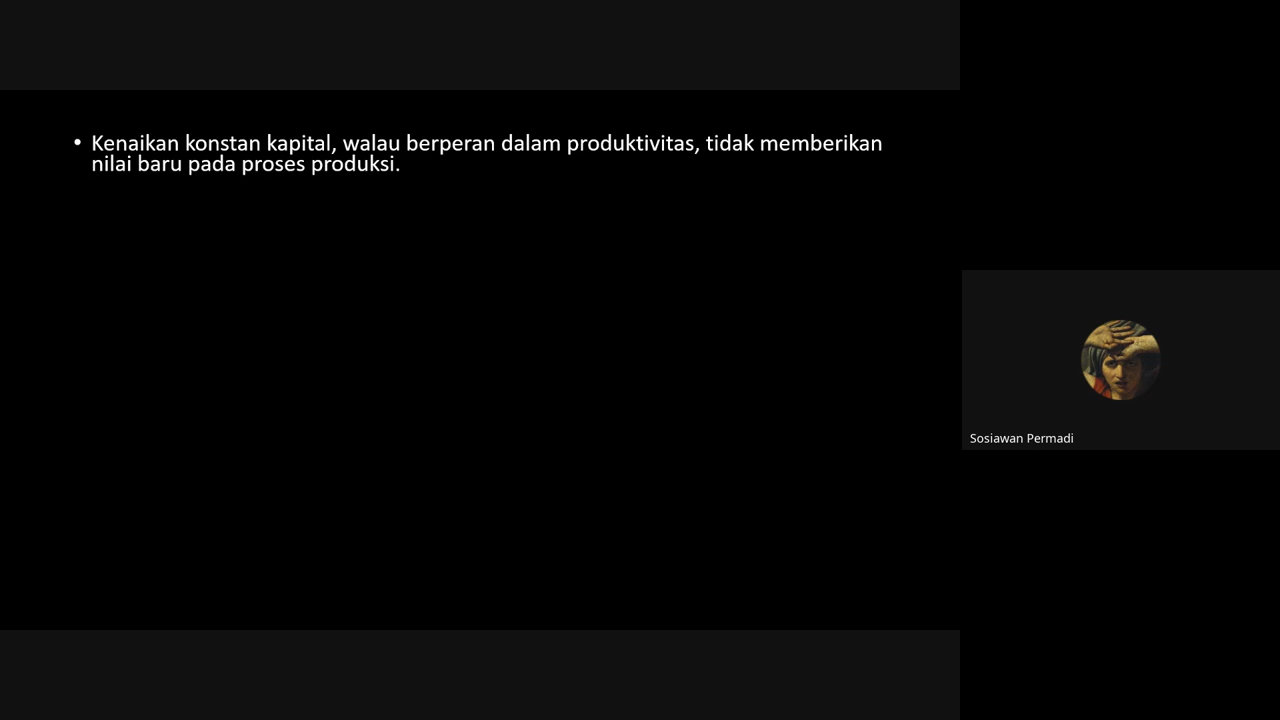 • Kenaikan konstan kapital, walau berperan dalam produktivitas, tidak memberikan
nilai baru pada proses produksi.
Sosiawan Permadi